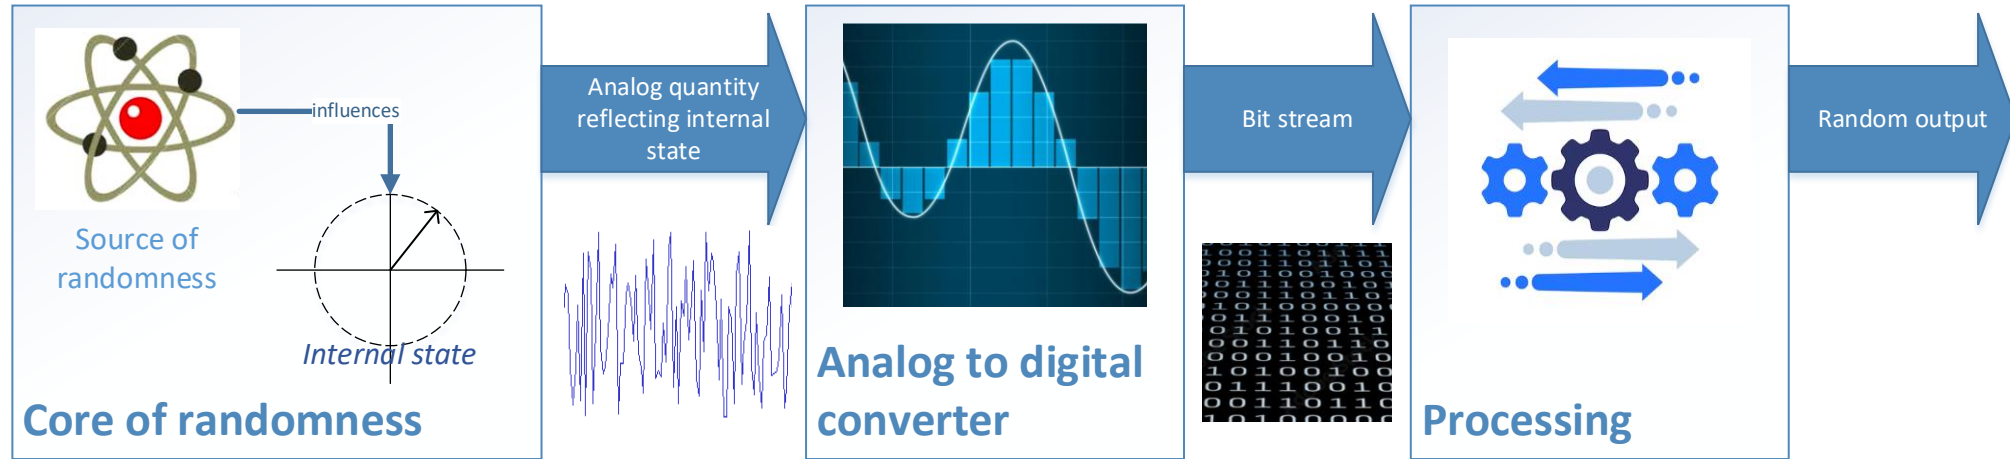 influences
Source of
randomness
Internal state
Core of randomness
Analog quantity
reflecting internal
state
Analog to digital
converter
Bit stream
Processing
Random output